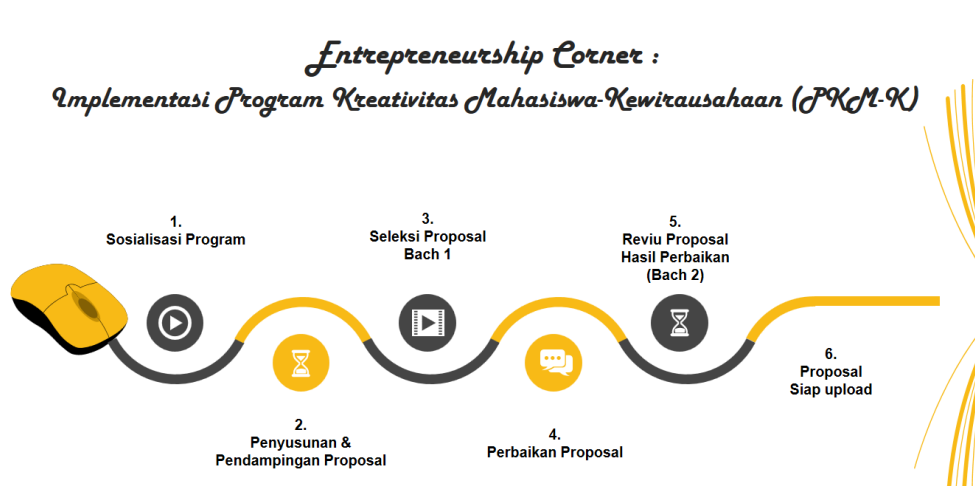 Entrepreneurship Corner :
Implementasi Program Kreativitas Mahasiswa-Kewirausahaan (PKM-K)
1.
Sosialisasi Program
2.
Penyusunan &
Pendampingan Proposal
3.
Seleksi Proposal
Bach 1
4.
Perbaikan Proposal
5.
Reviu Proposal
Hasil Perbaikan
(Bach 2)
6.
Proposal
Siap upload